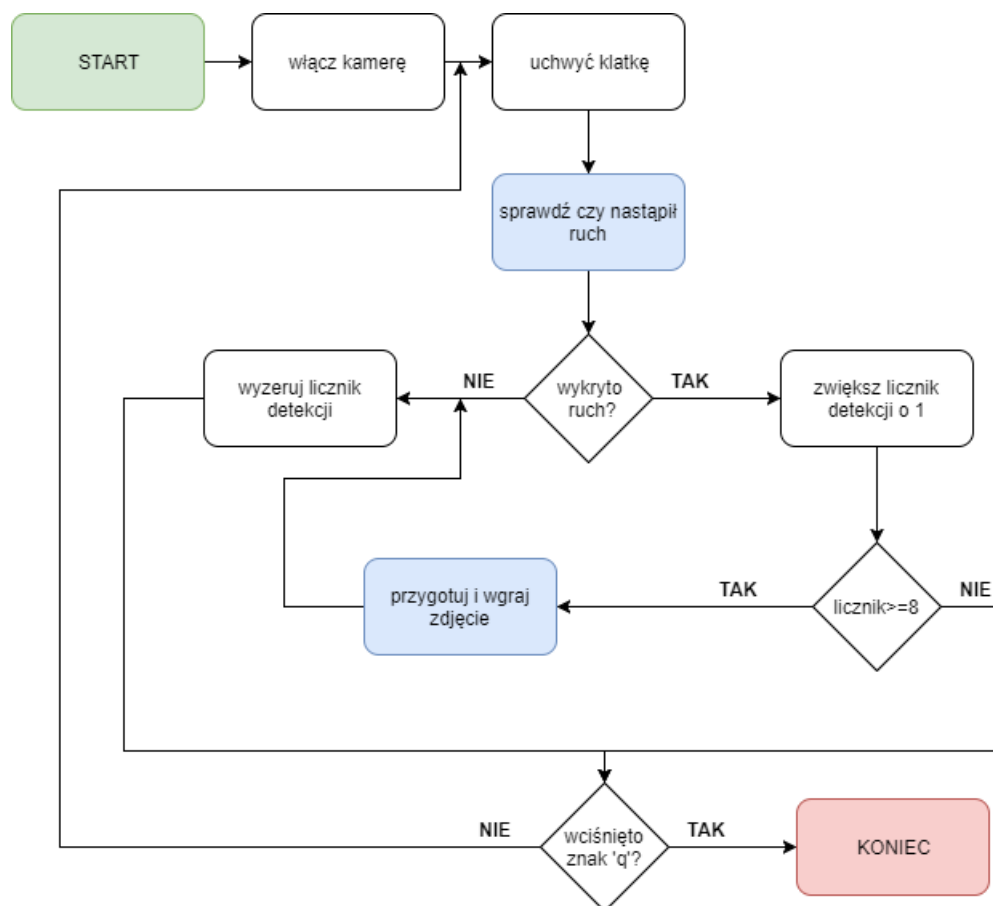 START
włącz kamerę
uchwyć klatkę
sprawdź czy nastąpił
ruch
wyzeruj licznik
detekcji
NIE
wykryto
ruch?
TAK
zwiększ licznik
detekcji o 1
przygotuj i wgraj
zdjęcie
TAK
licznik>=8
NIE
NIE
wciśnięto
znak 'q'?
TAK
KONIEC